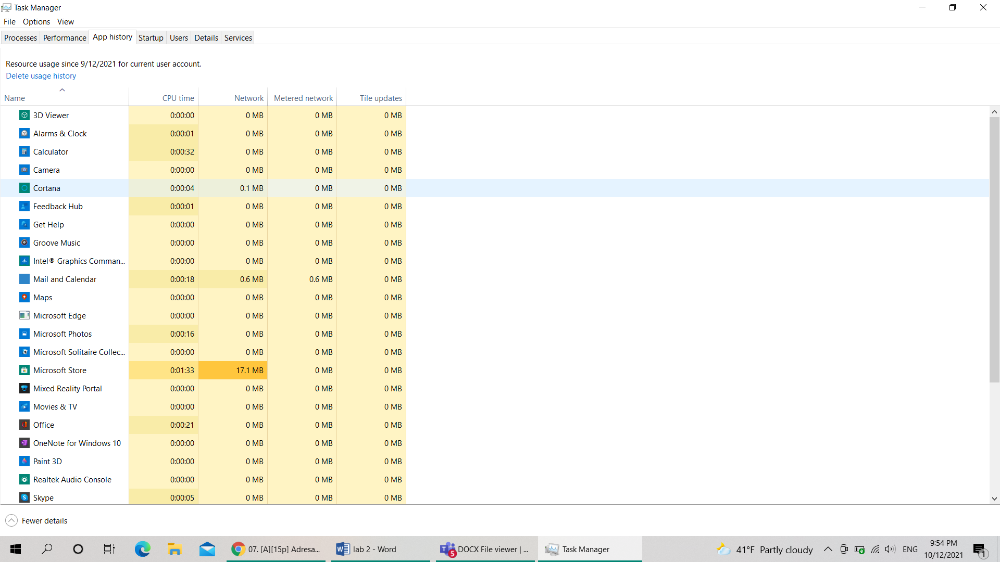 Task Manager
File Options View
Processes Performance App history Startup Users Details Services
Resource usage since 9/12/2021 for current user account.
Delete usage history
Name CPU time Network Metered network Tile updates
3D Viewer 0:00:00 0 MB 0 MB 0 MB
Alarms & Clock 0:00:01 0 MB 0 MB 0 MB
Calculator 0:00:32 0 MB 0 MB 0 MB
Camera 0:00:00 0 MB 0 MB 0 MB
Cortana 0:00:04 0.1 MB 0 MB 0 MB
Feedback Hub 0:00:01 0 MB 0 MB 0 MB
Get Help 0:00:00 0 MB 0 MB 0 MB
Groove Music 0:00:00 0 MB 0 MB 0 MB
Intel® Graphics Comman... 0:00:00 0 MB 0 MB 0 MB
Mail and Calendar 0:00:18 0.6 MB 0.6 MB 0 MB
Maps 0:00:00 0 MB 0 MB 0 MB
Microsoft Edge 0:00:00 0 MB 0 MB 0 MB
Microsoft Photos 0:00:16 0 MB 0 MB 0 MB
Microsoft Solitaire Collec... 0:00:00 0 MB 0 MB 0 MB
Microsoft Store 0:01:33 17.1 MB 0 MB 0 MB
Mixed Reality Portal 0:00:00 0 MB 0 MB 0 MB
Movies & TV 0:00:00 0 MB 0 MB 0 MB
Office 0:00:21 0 MB 0 MB 0 MB
OneNote for Windows 10 0:00:00 0 MB 0 MB 0 MB
Paint 3D 0:00:00 0 MB 0 MB 0 MB
Realtek Audio Console 0:00:00 0 MB 0 MB 0 MB
Skype 0:00:05 0 MB 0 MB 0 MB
Fewer details
07. [A][15p] Adresa... lab 2 - Word 5 DOCX File viewer | ... Task Manager 41°F Partly cloudy ENG 9:54 PM
10/12/2021 1